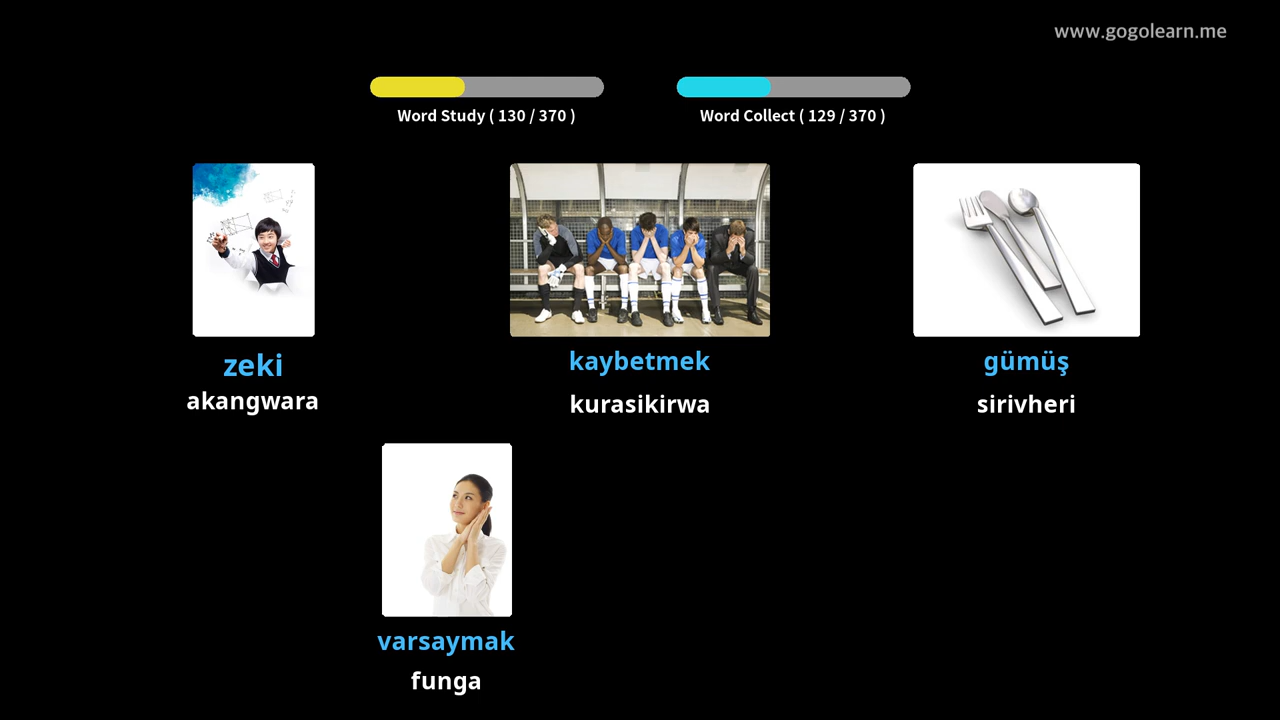 www.gogolearn.me
Word Study ( 130 / 370 )
Word Collect ( 129 / 370 )
zeki
akangwara
kaybetmek
kurasikirwa
gümüş
sirivheri
varsaymak
funga